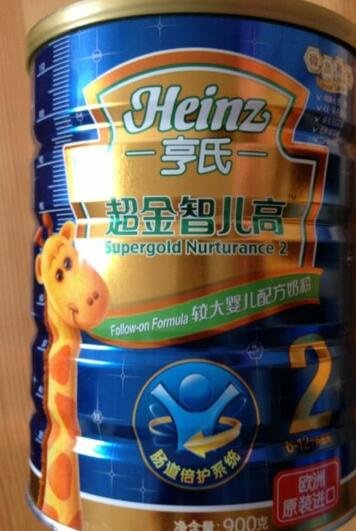 Heinz
亨氏
超金智儿高
Supergold Nurturance 2
Follow-on Formula 较大婴儿配方奶粉
2
6-12
肠道倍护系统
欧洲
原装进口
净含量: 900克